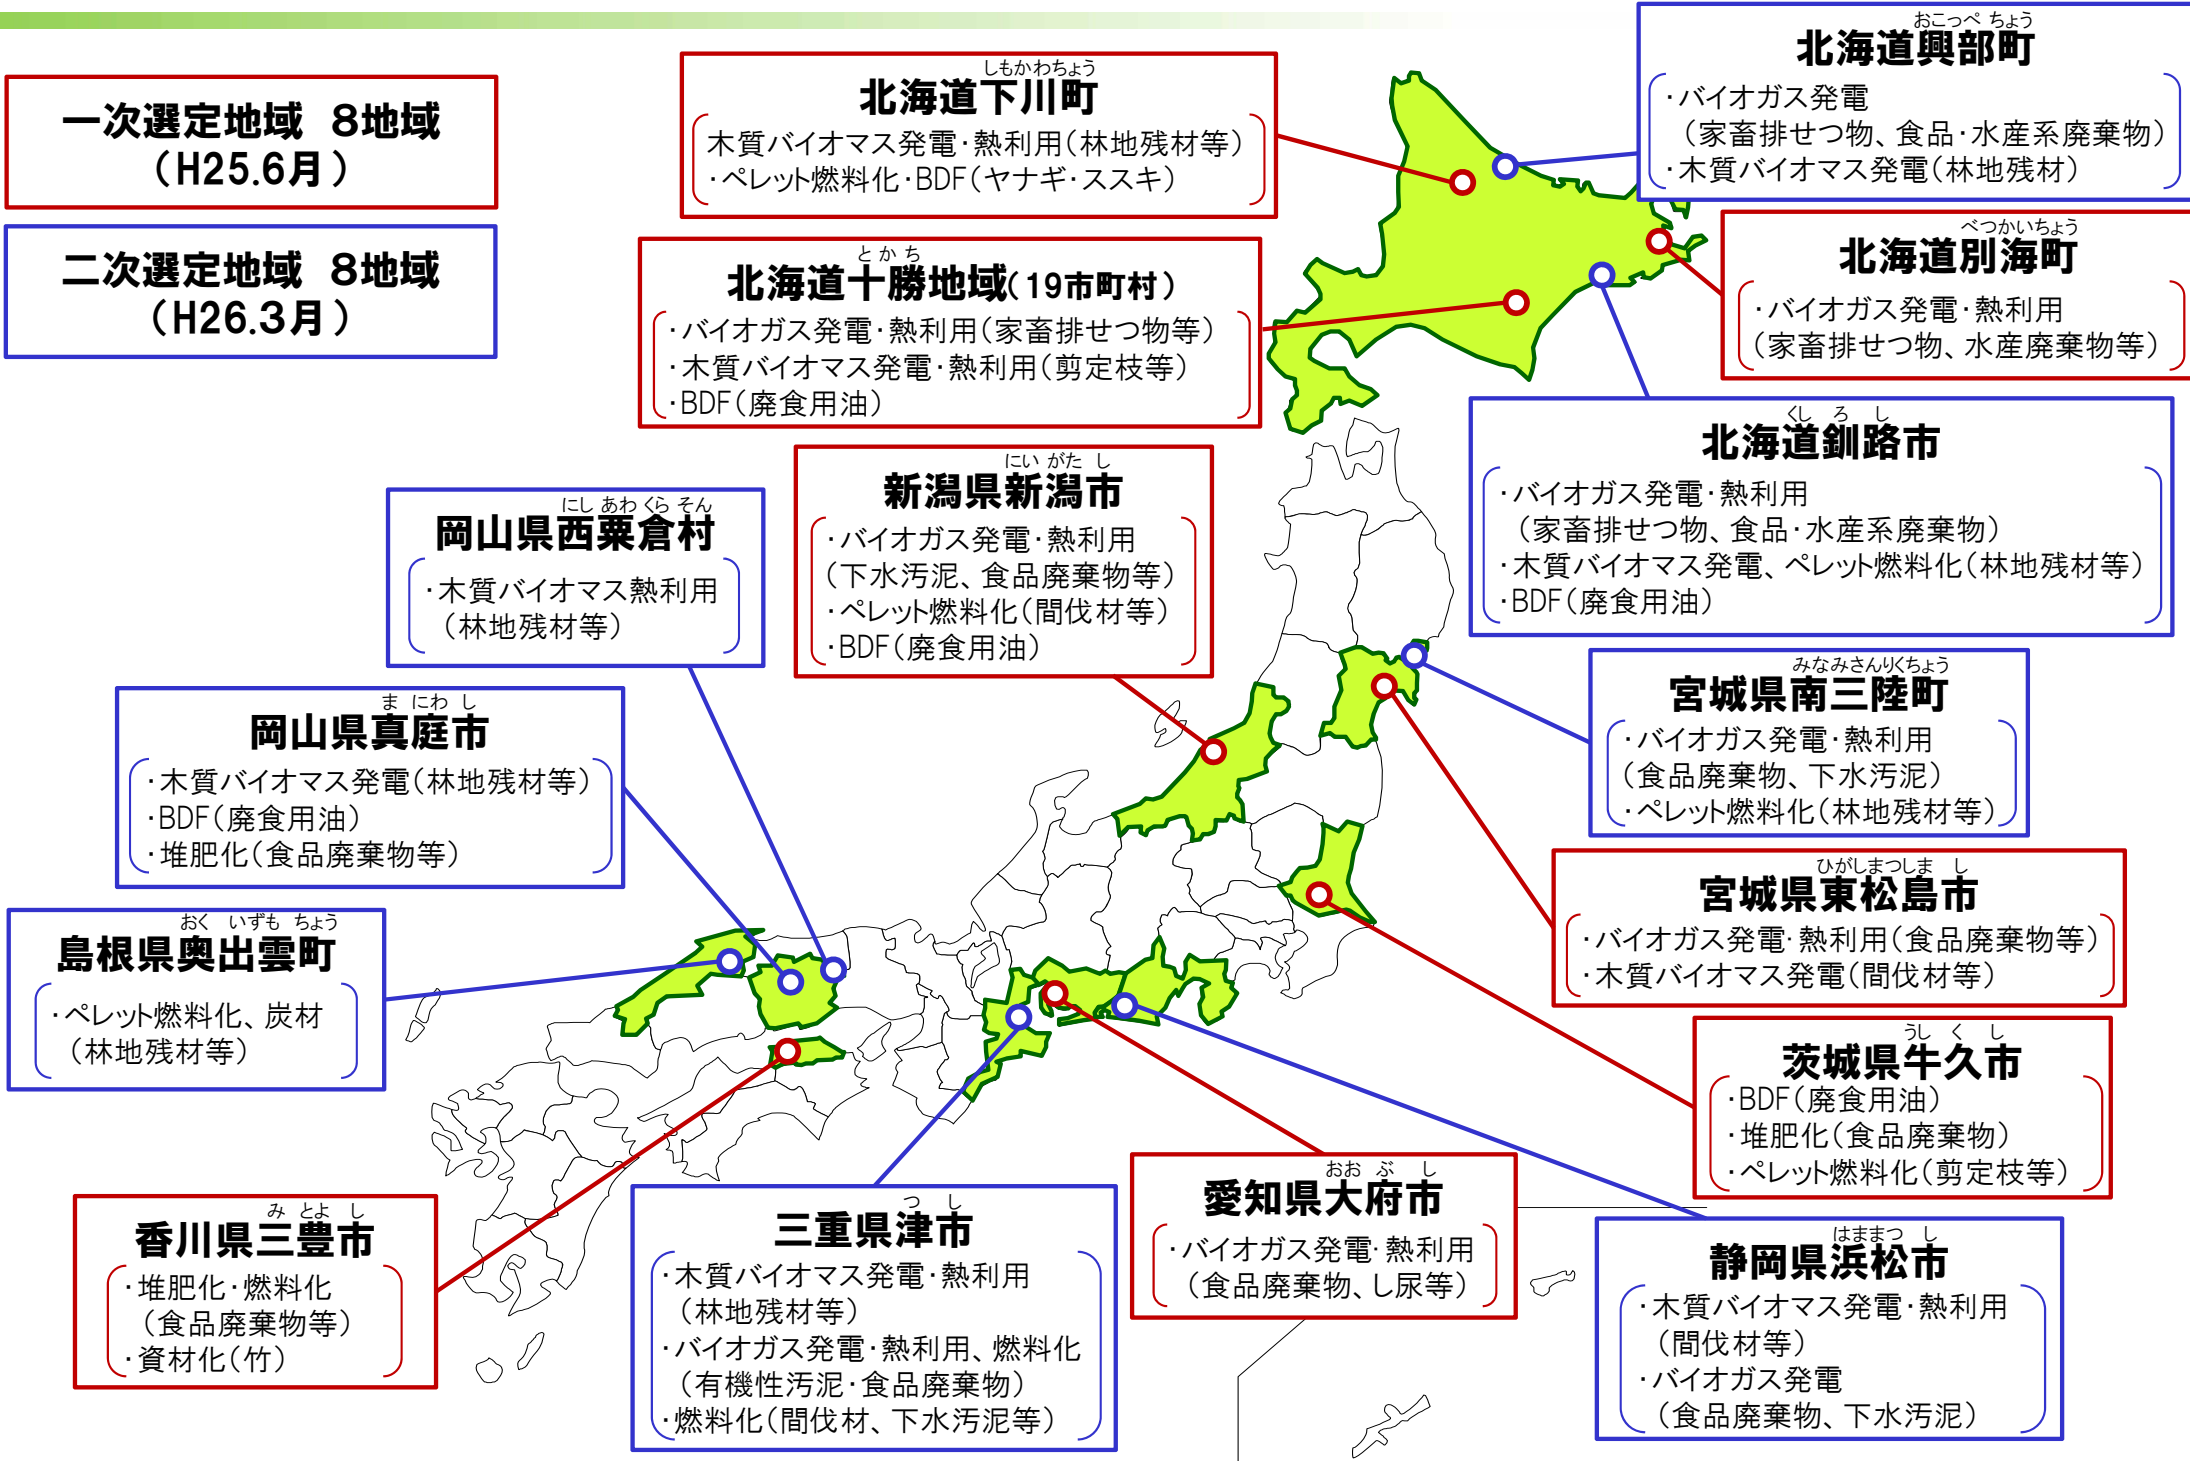 一次選定地域　8地域
（H25.6月）
二次選定地域　8地域
（H26.3月）
しもかわちょう
北海道下川町
木質バイオマス発電・熱利用（林地残材等）
・ペレット燃料化・BDF（ヤナギ・ススキ）
おこっぺ ちょう
北海道興部町
・バイオガス発電
（家畜排せつ物、食品・水産系廃棄物）
・木質バイオマス発電（林地残材）
とかち
北海道十勝地域（19市町村）
・バイオガス発電・熱利用（家畜排せつ物等）
・木質バイオマス発電・熱利用（剪定枝等）
・BDF（廃食用油）
べつかいちょう
北海道別海町
・バイオガス発電・熱利用
（家畜排せつ物、水産廃棄物等）
くしろし
北海道釧路市
・バイオガス発電・熱利用
（家畜排せつ物、食品・水産系廃棄物）
・木質バイオマス発電、ペレット燃料化（林地残材等）
・BDF（廃食用油）
にいがた し
新潟県新潟市
・バイオガス発電・熱利用
（下水汚泥、食品廃棄物等）
・ペレット燃料化（間伐材等）
・BDF（廃食用油）
にし あわ くら そん
岡山県西粟倉村
・木質バイオマス熱利用
（林地残材等）
ま にわ し
岡山県真庭市
・木質バイオマス発電（林地残材等）
・BDF（廃食用油）
・堆肥化（食品廃棄物等）
みなみさんりくちょう
宮城県南三陸町
・バイオガス発電・熱利用
（食品廃棄物、下水汚泥）
・ペレット燃料化（林地残材等）
ひがしまつしま し
宮城県東松島市
・バイオガス発電・熱利用（食品廃棄物等）
・木質バイオマス発電（間伐材等）
おく いずも ちょう
島根県奥出雲町
・ペレット燃料化、炭材
（林地残材等）
うし く し
茨城県牛久市
・BDF（廃食用油）
・堆肥化（食品廃棄物）
・ペレット燃料化（剪定枝等）
み とよ し
香川県三豊市
・堆肥化・燃料化
（食品廃棄物等）
・資材化（竹）
つ し
三重県津市
・木質バイオマス発電・熱利用
（林地残材等）
・バイオガス発電・熱利用、燃料化
（有機性汚泥・食品廃棄物）
・燃料化（間伐材、下水汚泥等）
おお ぶ し
愛知県大府市
・バイオガス発電・熱利用
（食品廃棄物、し尿等）
はままつ し
静岡県浜松市
・木質バイオマス発電・熱利用
（間伐材等）
・バイオガス発電
（食品廃棄物、下水汚泥）